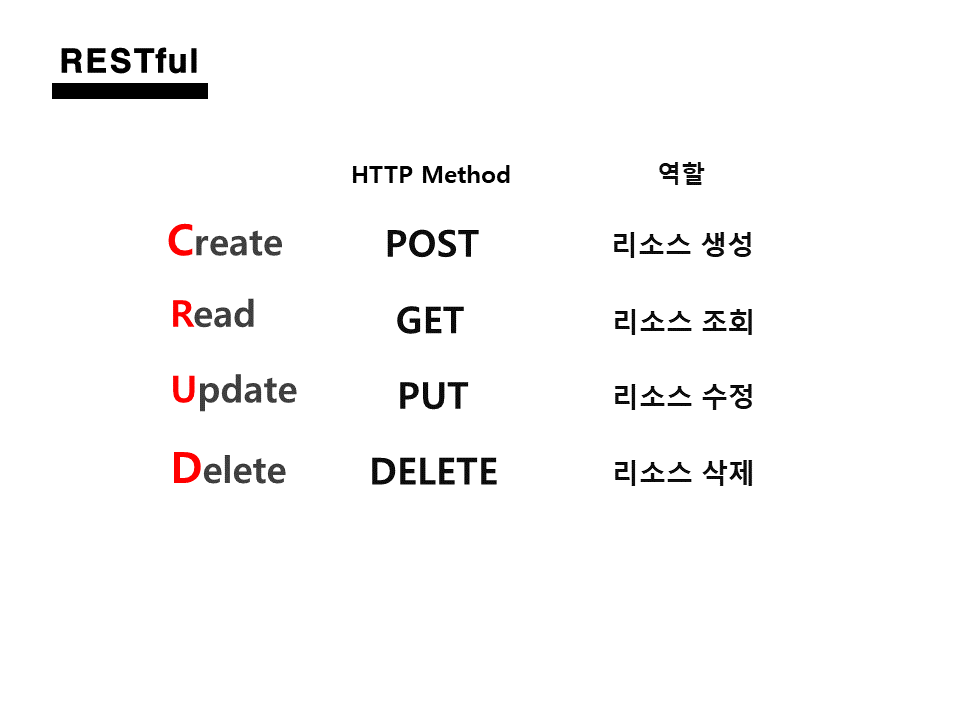 RESTful
HTTP Method 역할
Create POST 리소스 생성
Read GET 리소스 조회
Update PUT 리소스 수정
Delete DELETE 리소스 삭제